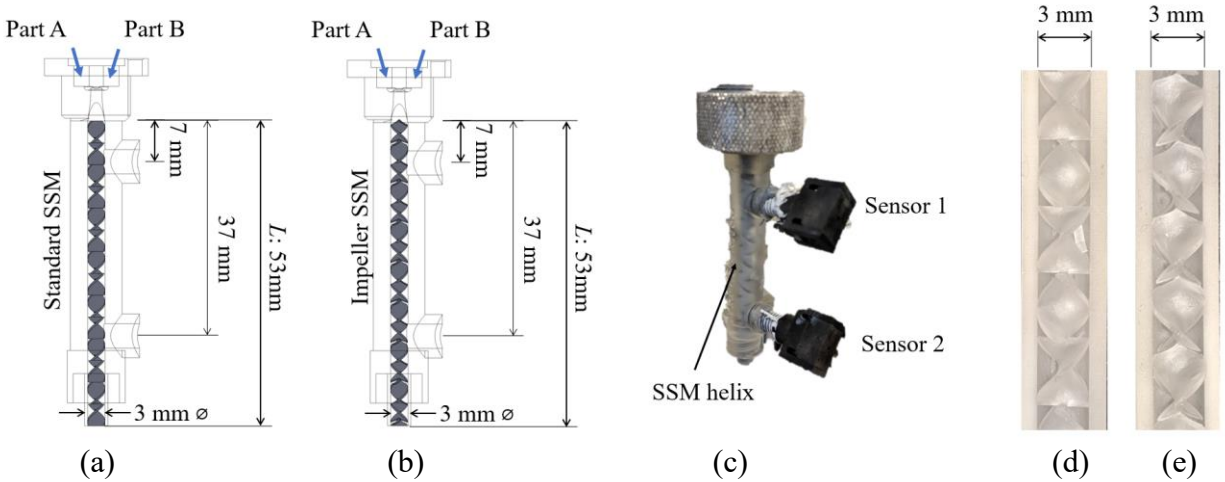 Part A
Part B
Standard SSM
7 mm
37 mm
L: 53mm
3 mm ⌀
(a)
Part A
Part B
Impeller SSM
7 mm
37 mm
L: 53mm
3 mm ⌀
(b)
Sensor 1
Sensor 2
SSM helix
(c)
3 mm
(d)
3 mm
(e)